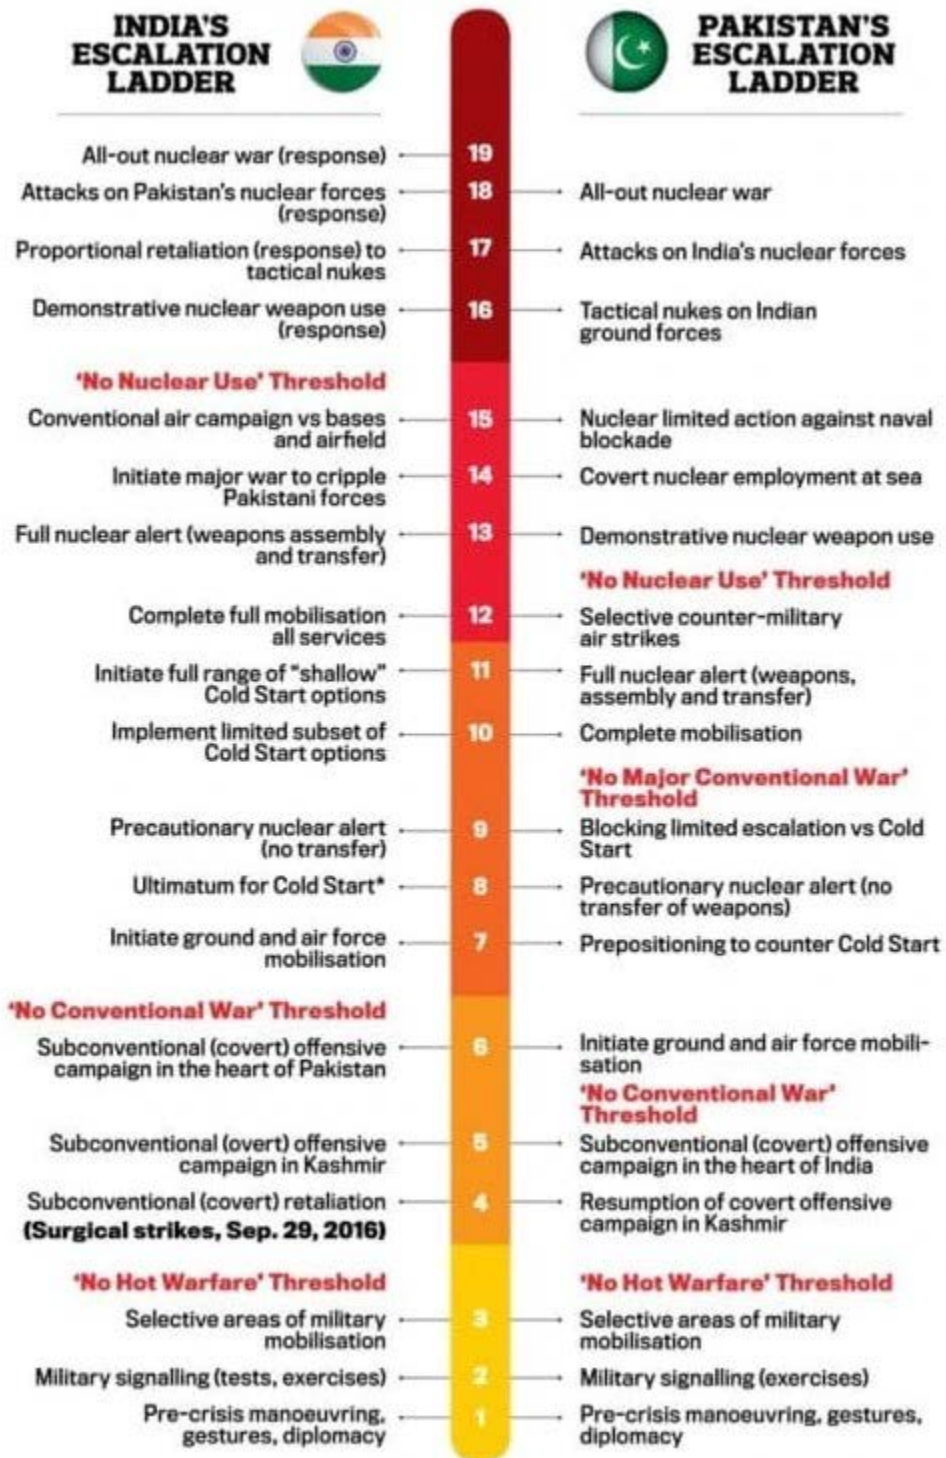 INDIA'S
ESCALATION
LADDER
PAKISTAN'S
ESCALATION
LADDER
All-out nuclear war (response)
19
Attacks on Pakistan's nuclear forces
(response)
18
All-out nuclear war
Proportional retaliation (response) to
tactical nukes
17
Attacks on India's nuclear forces
Demonstrative nuclear weapon use
(response)
16
Tactical nukes on Indian
ground forces
'No Nuclear Use' Threshold
Conventional air campaign vs bases
and airfield
15
Nuclear limited action against naval
blockade
Initiate major war to cripple
Pakistani forces
14
Covert nuclear employment at sea
Full nuclear alert (weapons assembly
and transfer)
13
Demonstrative nuclear weapon use
'No Nuclear Use' Threshold
Complete full mobilisation
all services
12
Selective counter-military
air strikes
Initiate full range of "shallow"
Cold Start options
11
Full nuclear alert (weapons,
assembly and transfer)
Implement limited subset of
Cold Start options
10
Complete mobilisation
'No Major Conventional War'
Threshold
Precautionary nuclear alert
(no transfer)
9
Blocking limited escalation vs Cold
Start
Ultimatum for Cold Start*
8
Precautionary nuclear alert (no
transfer of weapons)
Initiate ground and air force
mobilisation
7
Prepositioning to counter Cold Start
'No Conventional War' Threshold
Subconventional (covert) offensive
campaign in the heart of Pakistan
6
Initiate ground and air force mobili-
sation
'No Conventional War'
Threshold
Subconventional (overt) offensive
campaign in Kashmir
5
Subconventional (covert) offensive
campaign in the heart of India
Subconventional (covert) retaliation
(Surgical strikes, Sep. 29, 2016)
4
Resumption of covert offensive
campaign in Kashmir
'No Hot Warfare' Threshold
'No Hot Warfare' Threshold
Selective areas of military
mobilisation
3
Selective areas of military
mobilisation
Military signalling (tests, exercises)
2
Military signalling (exercises)
Pre-crisis manoeuvring,
gestures, diplomacy
1
Pre-crisis manoeuvring, gestures,
diplomacy